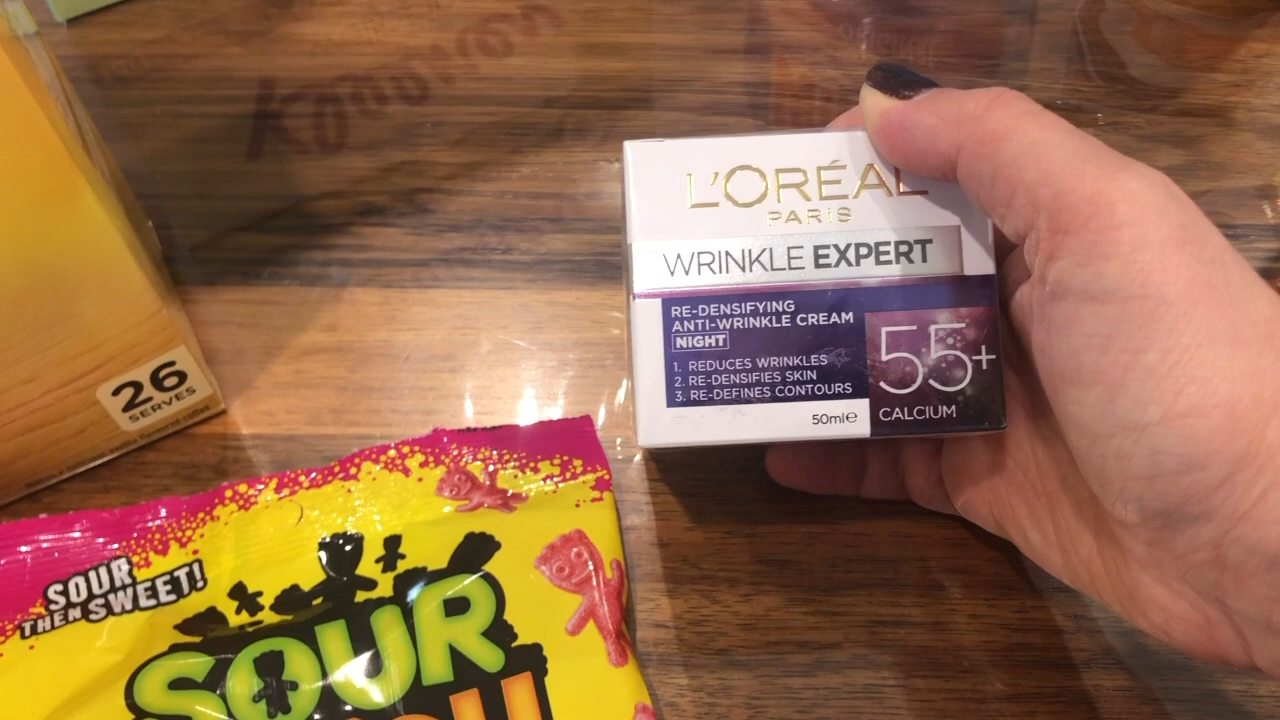 L'ORÉAL
PARIS
WRINKLE EXPERT
RE-DENSIFYING
ANTI-WRINKLE CREAM
NIGHT
1. REDUCES WRINKLES
2. RE-DENSIFIES SKIN
3. RE-DEFINES CONTOURS
55+
CALCIUM
50ml℮
26
SERVES
SOUR
THEN SWEET!
SOUR